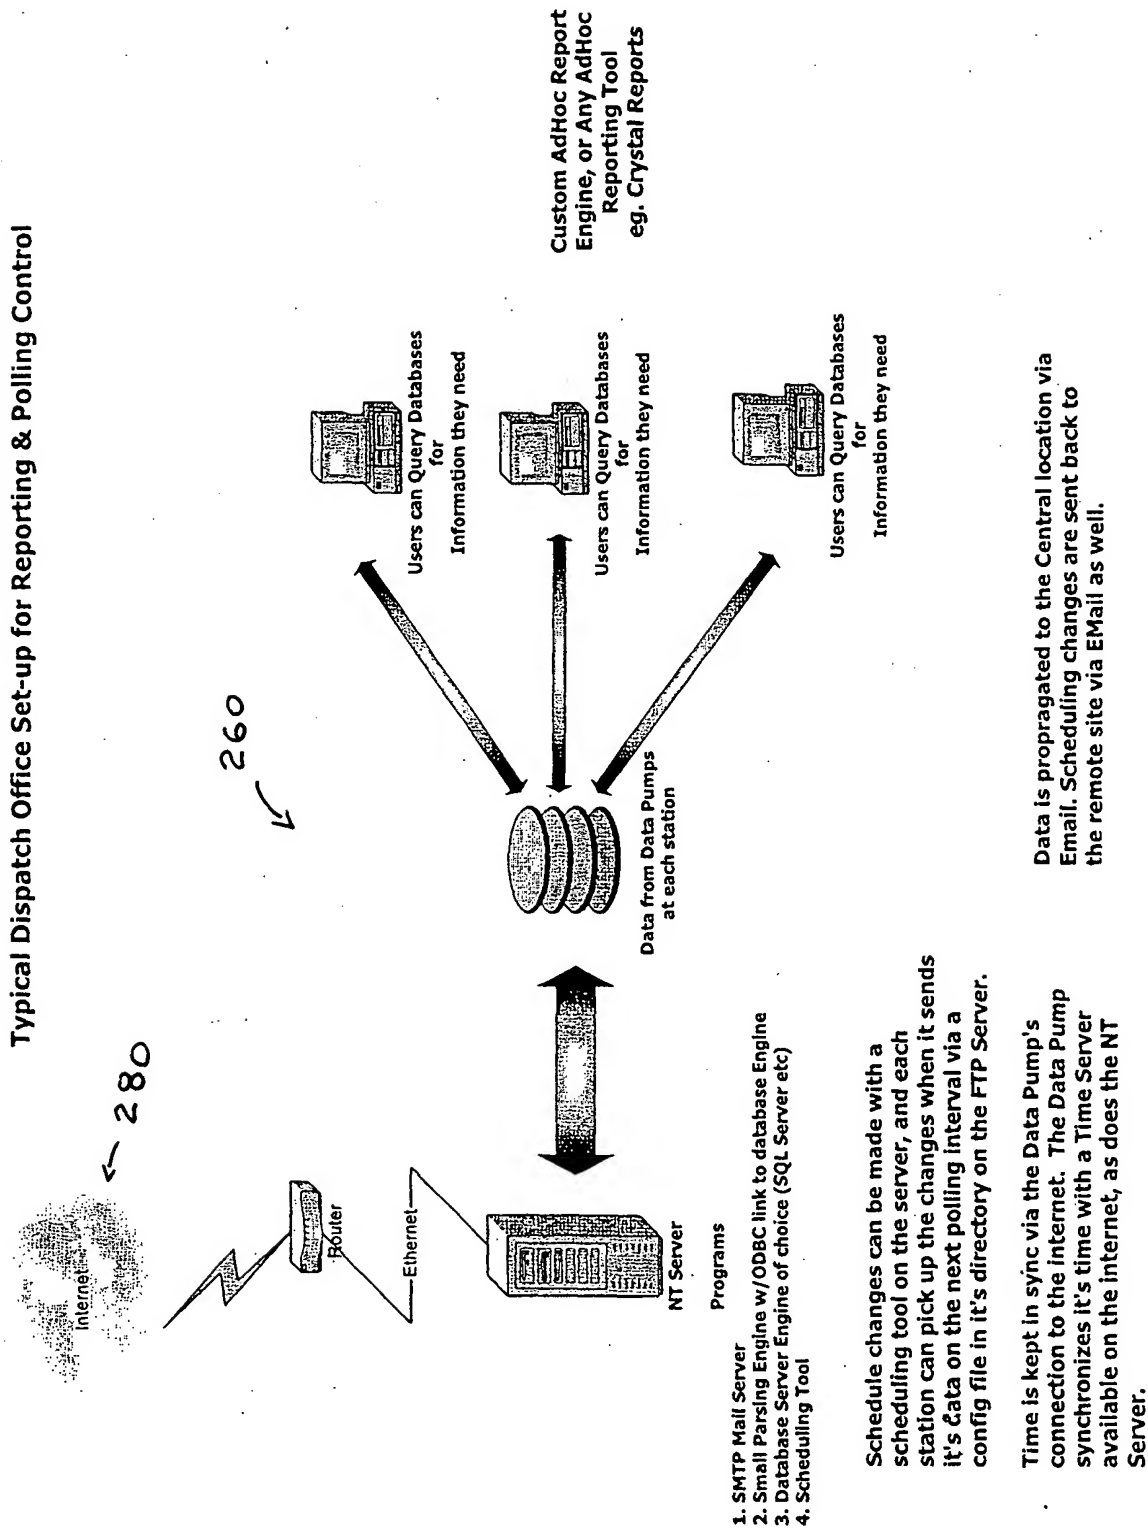 Typical Dispatch Office Set-up for Reporting & Polling Control
280
260
Internet
Router
Ethernet
NT Server
Programs
1. SMTP Mail Server
2. Small Parsing Engine w/ODBC link to database Engine
3. Database Server Engine of choice (SQL Server etc)
4. Scheduling Tool
Data from Data Pumps
at each station
Users can Query Databases
for
Information they need
Users can Query Databases
for
Information they need
Users can Query Databases
for
Information they need
Custom AdHoc Report
Engine, or Any AdHoc
Reporting Tool
eg. Crystal Reports
Schedule changes can be made with a
scheduling tool on the server, and each
station can pick up the changes when it sends
it's data on the next polling interval via a
config file in it's directory on the FTP Server.
Time is kept in sync via the Data Pump's
connection to the internet. The Data Pump
synchronizes it's time with a Time Server
available on the internet, as does the NT
Server.
Data is propragated to the Central location via
Email. Scheduling changes are sent back to
the remote site via EMail as well.